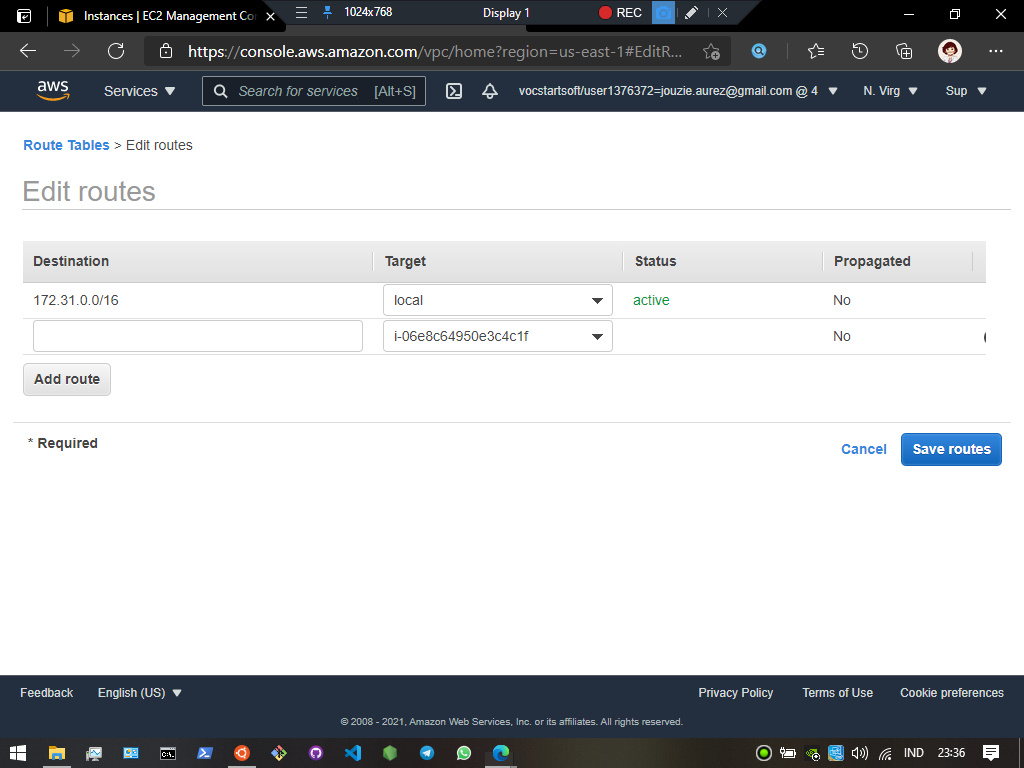 Instances | EC2 Management Co
1024x768
Display 1
REC
https://console.aws.amazon.com/vpc/home?region=us-east-1#EditR...
aws
Services
Search for services [Alt+S]
vocstartsoft/user1376372=jouzie.aurez@gmail.com @ 4
N. Virg
Sup
Route Tables > Edit routes
Edit routes
Destination Target Status Propagated
172.31.0.0/16 local active No
i-06e8c64950e3c4c1f No
Add route
* Required
Cancel Save routes
Feedback English (US) Privacy Policy Terms of Use Cookie preferences
© 2008 - 2021, Amazon Web Services, Inc. or its affiliates. All rights reserved.
IND 23:36